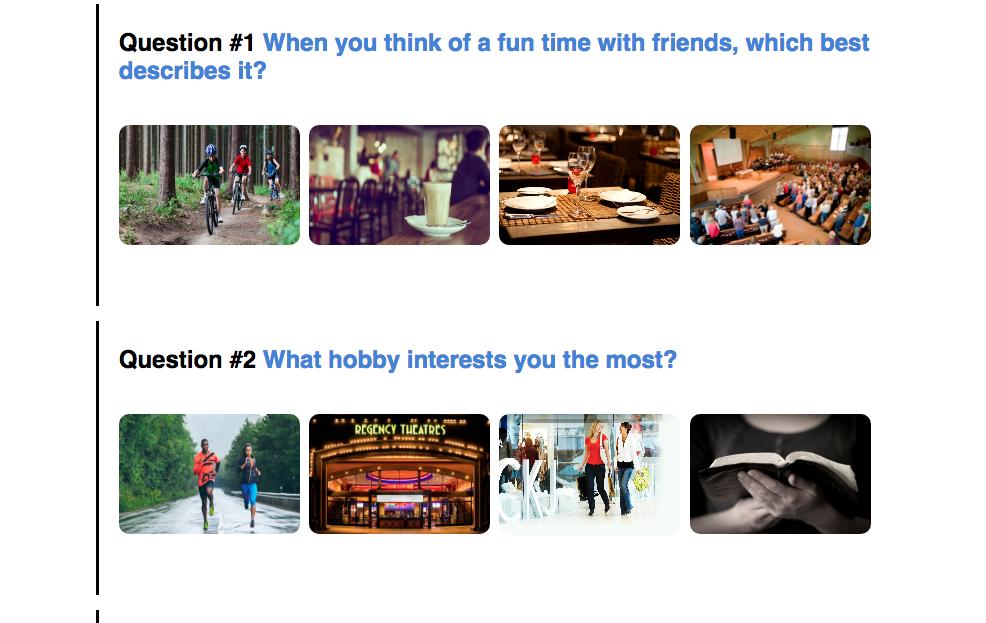 Question #1 When you think of a fun time with friends, which best
describes it?
Question #2 What hobby interests you the most?
REGENCY THEATRES
CKU